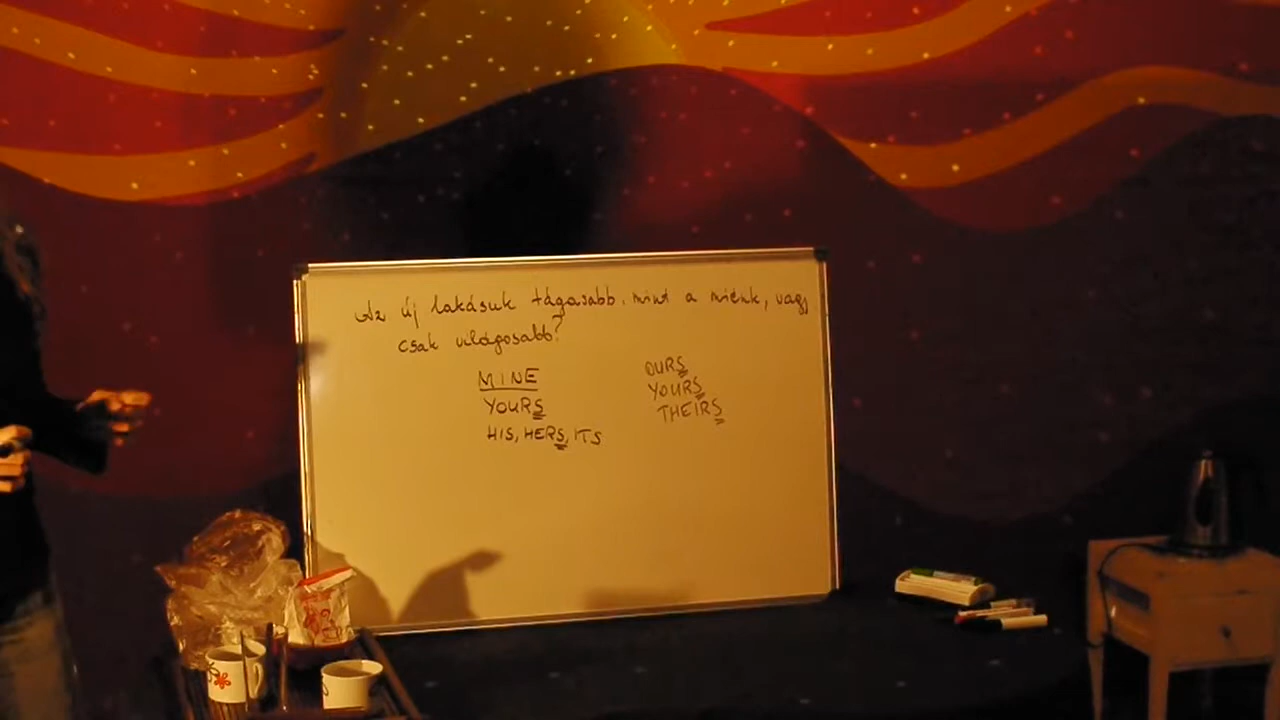 Az új lakásuk tágasabb, mint a miénk, vagy
csak világosabb?
MINE
YOURS
HIS, HERS, ITS
OURS
YOURS
THEIRS